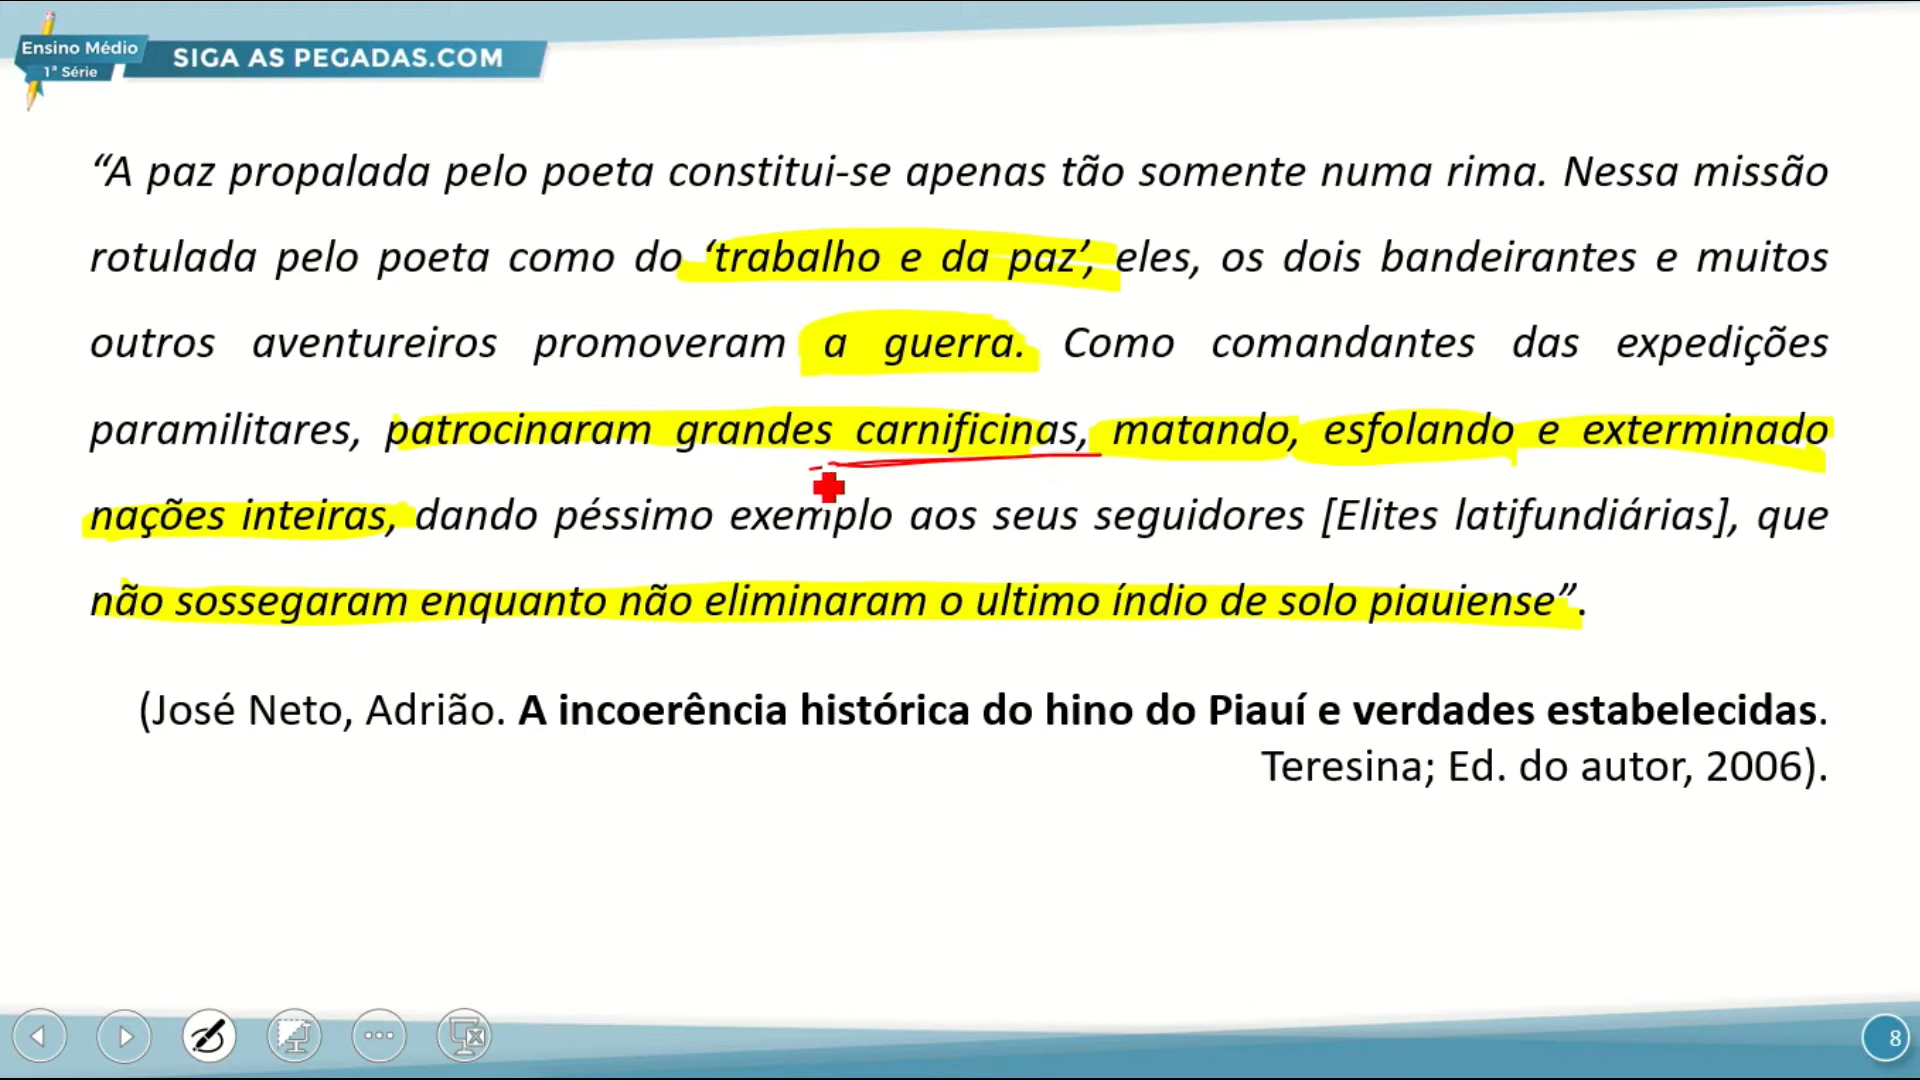 Ensino Médio
1ª Série
SIGA AS PEGADAS.COM
“A paz propalada pelo poeta constitui-se apenas tão somente numa rima. Nessa missão
rotulada pelo poeta como do ‘trabalho e da paz’, eles, os dois bandeirantes e muitos
outros aventureiros promoveram a guerra. Como comandantes das expedições
paramilitares, patrocinaram grandes carnificinas, matando, esfolando e exterminado
nações inteiras, dando péssimo exemplo aos seus seguidores [Elites latifundiárias], que
não sossegaram enquanto não eliminaram o ultimo índio de solo piauiense”.
(José Neto, Adrião. A incoerência histórica do hino do Piauí e verdades estabelecidas.
Teresina; Ed. do autor, 2006).
8